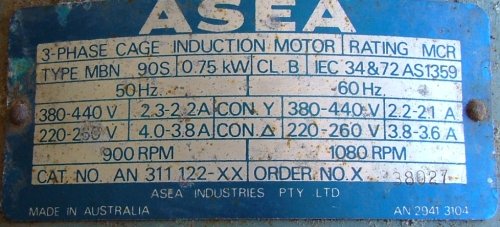 ASEA
3-PHASE CAGE INDUCTION MOTOR RATING MCR
TYPE MBN 90S 0.75 kW CL. B IEC 34&72 AS1359
50Hz. 60 Hz.
380-440 V 2.3-2.2A CON. Y 380-440 V 2.2-2.1 A
220-250 V 4.0-3.8 A CON. Δ 220-260 V 3.8-3.6 A
900 RPM 1080 RPM
CAT. NO. AN 311 122-XX ORDER NO. X 38027
ASEA INDUSTRIES PTY LTD
MADE IN AUSTRALIA AN 2941 3104